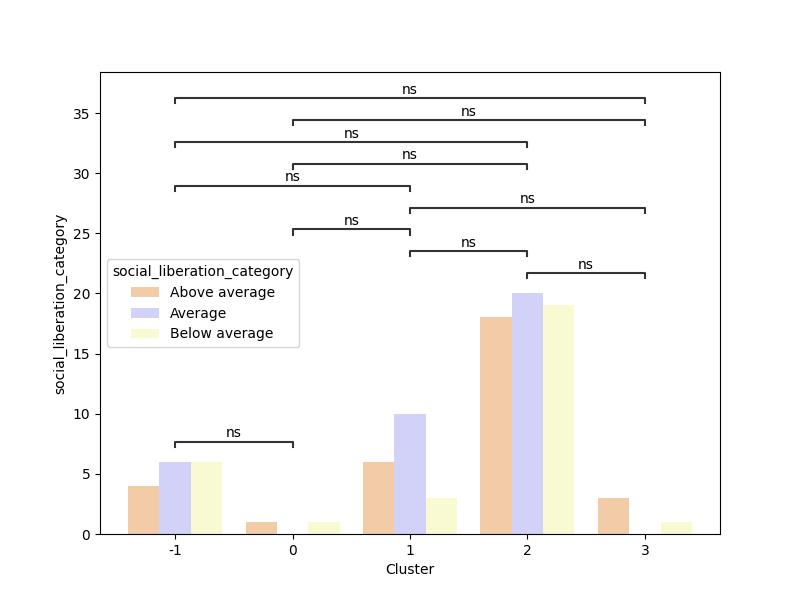 ns
ns
ns
ns
ns
ns
ns
ns
ns
ns
social_liberation_category
Above average
Average
Below average
social_liberation_category
35
30
25
20
15
10
5
0
-1 0 1 2 3
Cluster